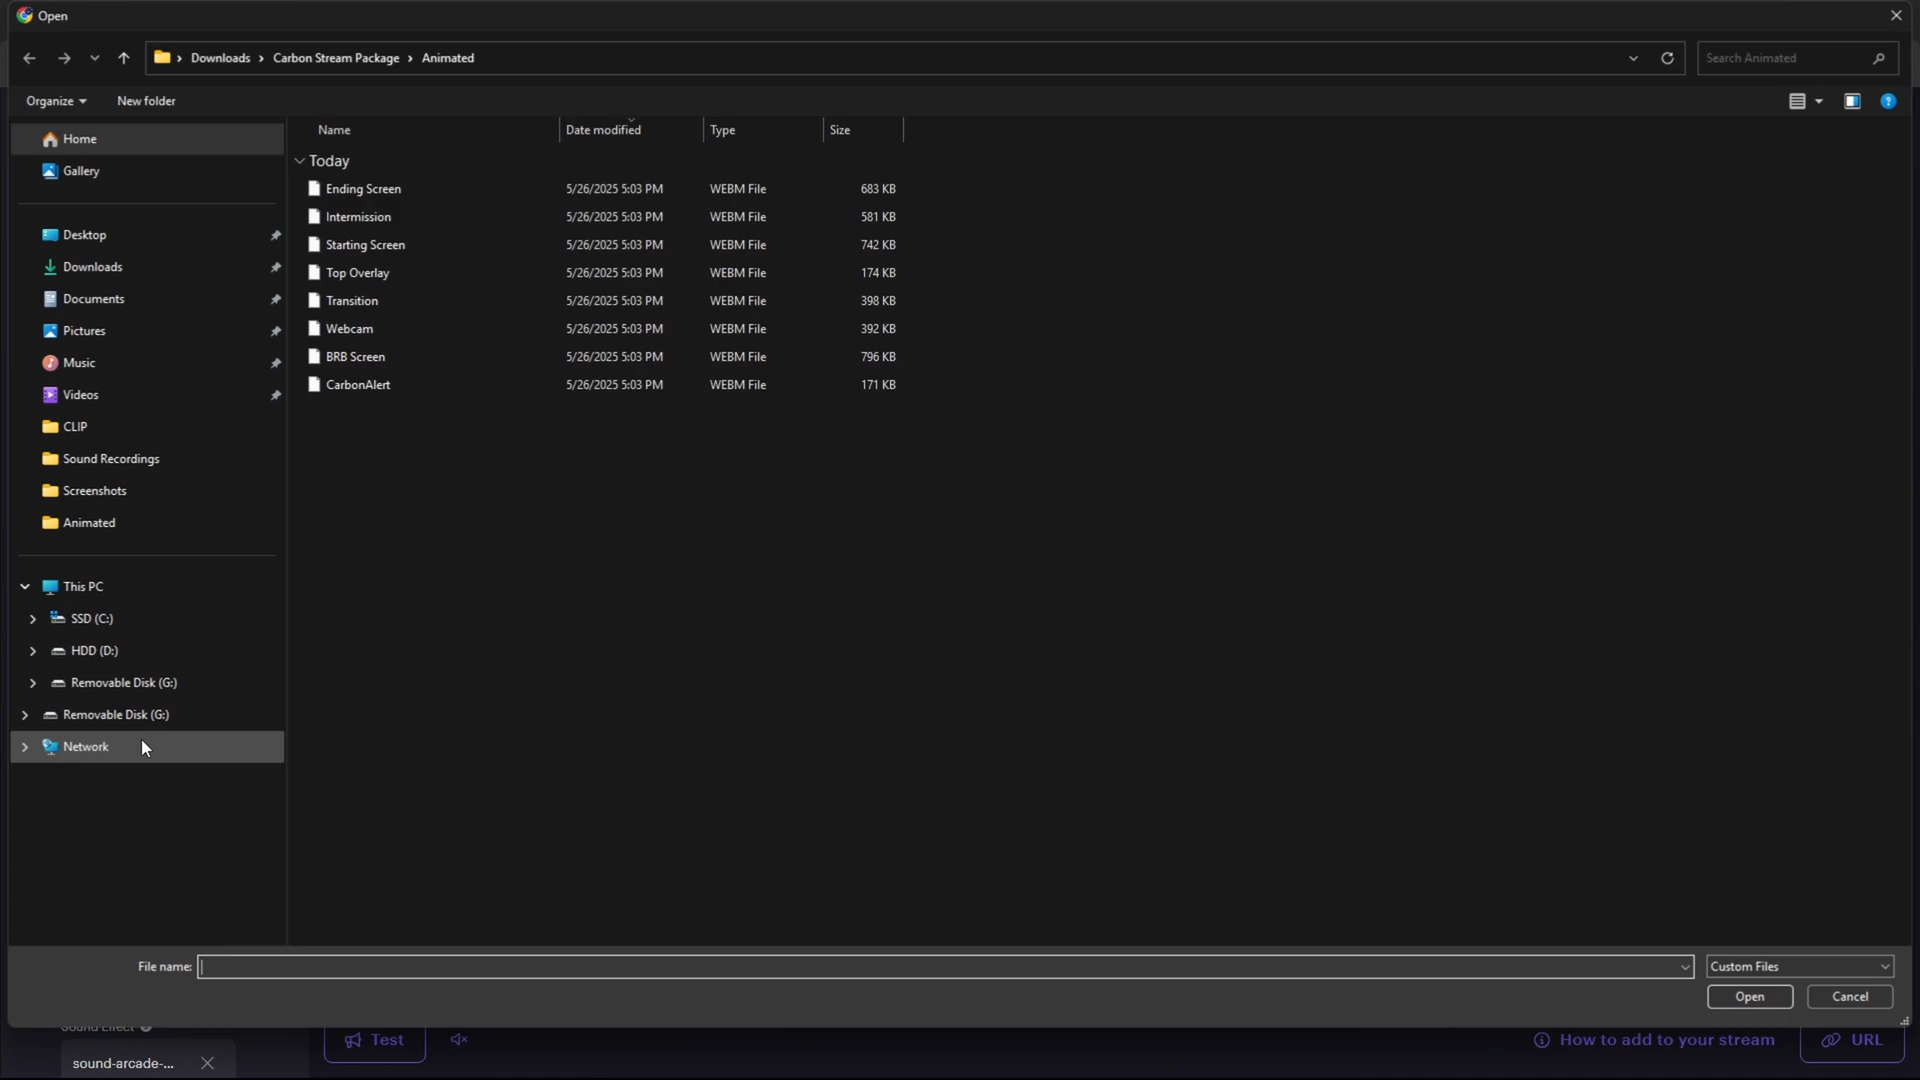 Open
Downloads > Carbon Stream Package > Animated
Search Animated
Organize
New folder
Home
Gallery
Desktop
Downloads
Documents
Pictures
Music
Videos
CLIP
Sound Recordings
Screenshots
Animated
This PC
SSD (C:)
HDD (D:)
Removable Disk (G:)
Removable Disk (G:)
Network
Name Date modified Type Size
Today
Ending Screen 5/26/2025 5:03 PM WEBM File 683 KB
Intermission 5/26/2025 5:03 PM WEBM File 581 KB
Starting Screen 5/26/2025 5:03 PM WEBM File 742 KB
Top Overlay 5/26/2025 5:03 PM WEBM File 174 KB
Transition 5/26/2025 5:03 PM WEBM File 398 KB
Webcam 5/26/2025 5:03 PM WEBM File 392 KB
BRB Screen 5/26/2025 5:03 PM WEBM File 796 KB
CarbonAlert 5/26/2025 5:03 PM WEBM File 171 KB
File name:
Custom Files
Open
Cancel
Sound Effect
sound-arcade-...
Test
How to add to your stream
URL